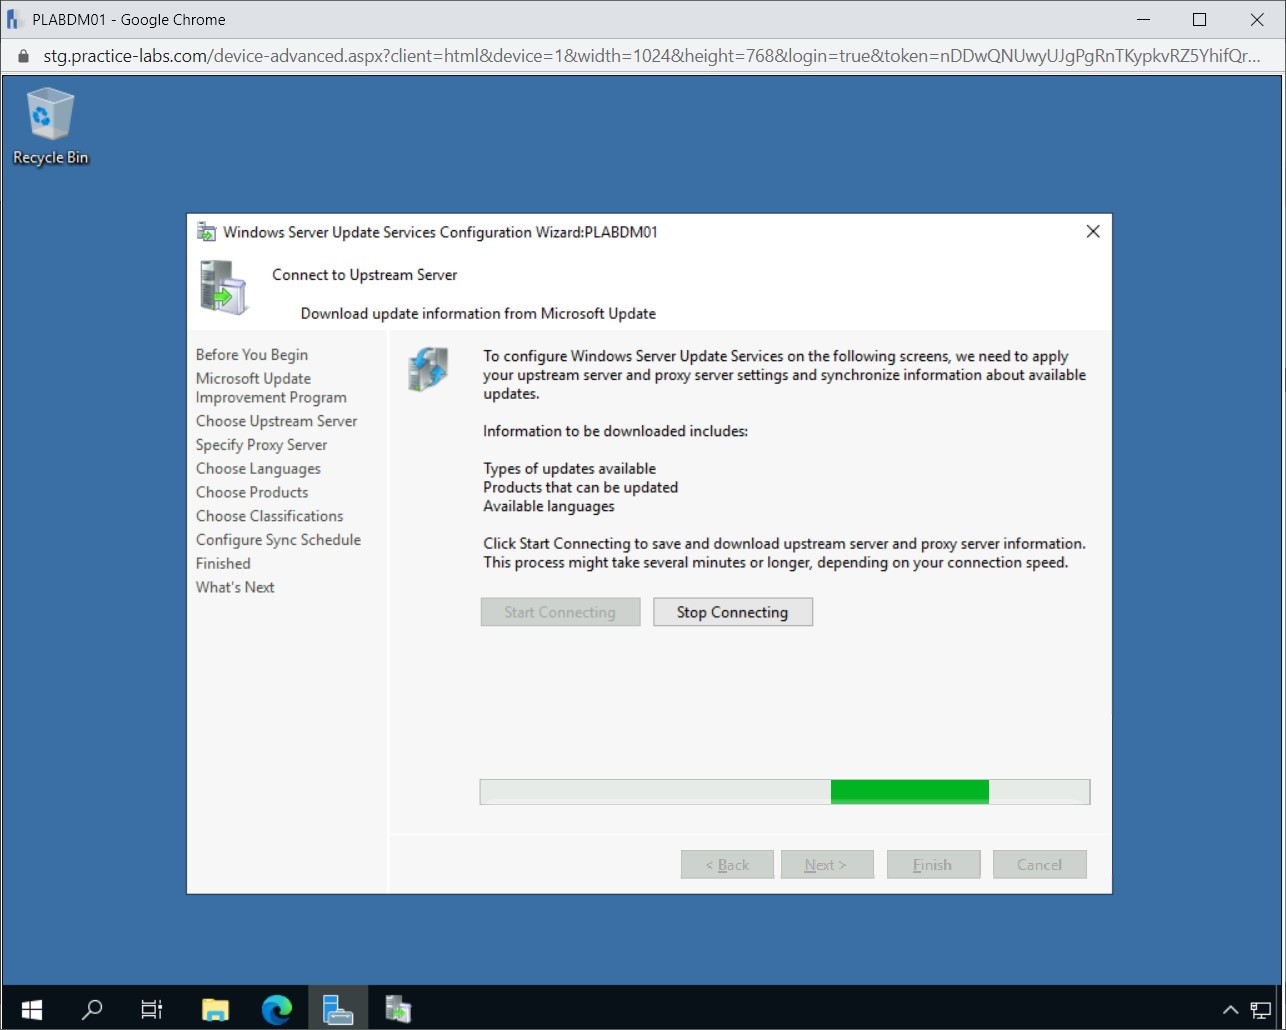 PLABDM01 - Google Chrome
stg.practice-labs.com/device-advanced.aspx?client=html&device=1&width=1024&height=768&login=true&token=nDDwQNUwyUJgPgRnTKypkvRZ5YhifQr...
Recycle Bin
Windows Server Update Services Configuration Wizard:PLABDM01
Connect to Upstream Server
Download update information from Microsoft Update
Before You Begin
Microsoft Update
Improvement Program
Choose Upstream Server
Specify Proxy Server
Choose Languages
Choose Products
Choose Classifications
Configure Sync Schedule
Finished
What's Next
To configure Windows Server Update Services on the following screens, we need to apply
your upstream server and proxy server settings and synchronize information about available
updates.
Information to be downloaded includes:
Types of updates available
Products that can be updated
Available languages
Click Start Connecting to save and download upstream server and proxy server information.
This process might take several minutes or longer, depending on your connection speed.
Start Connecting Stop Connecting
< Back Next > Finish Cancel